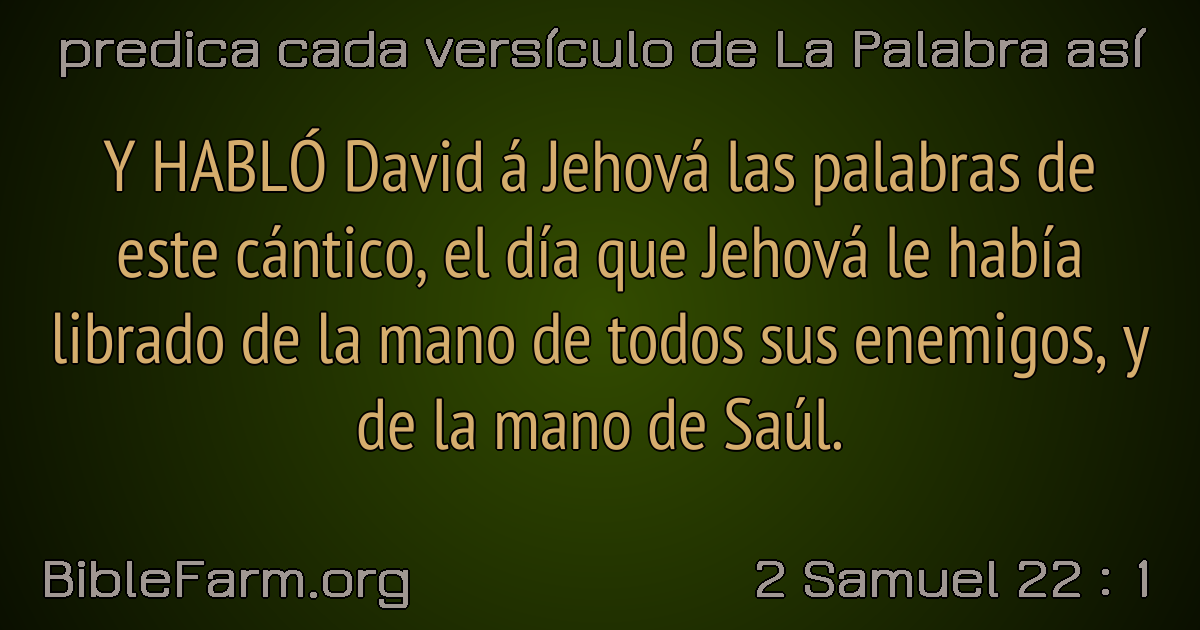 predica cada versículo de La Palabra así
Y HABLÓ David á Jehová las palabras de
este cántico, el día que Jehová le había
librado de la mano de todos sus enemigos, y
de la mano de Saúl.
BibleFarm.org
2 Samuel 22 : 1